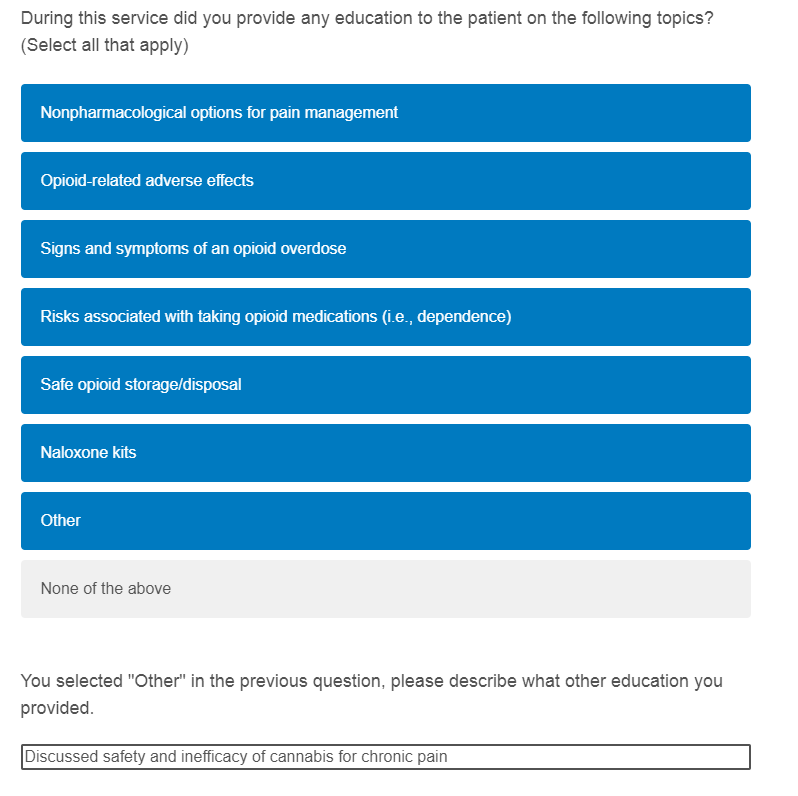 During this service did you provide any education to the patient on the following topics?
(Select all that apply)
Nonpharmacological options for pain management
Opioid-related adverse effects
Signs and symptoms of an opioid overdose
Risks associated with taking opioid medications (i.e., dependence)
Safe opioid storage/disposal
Naloxone kits
Other
None of the above
You selected "Other" in the previous question, please describe what other education you
provided.
Discussed safety and inefficacy of cannabis for chronic pain